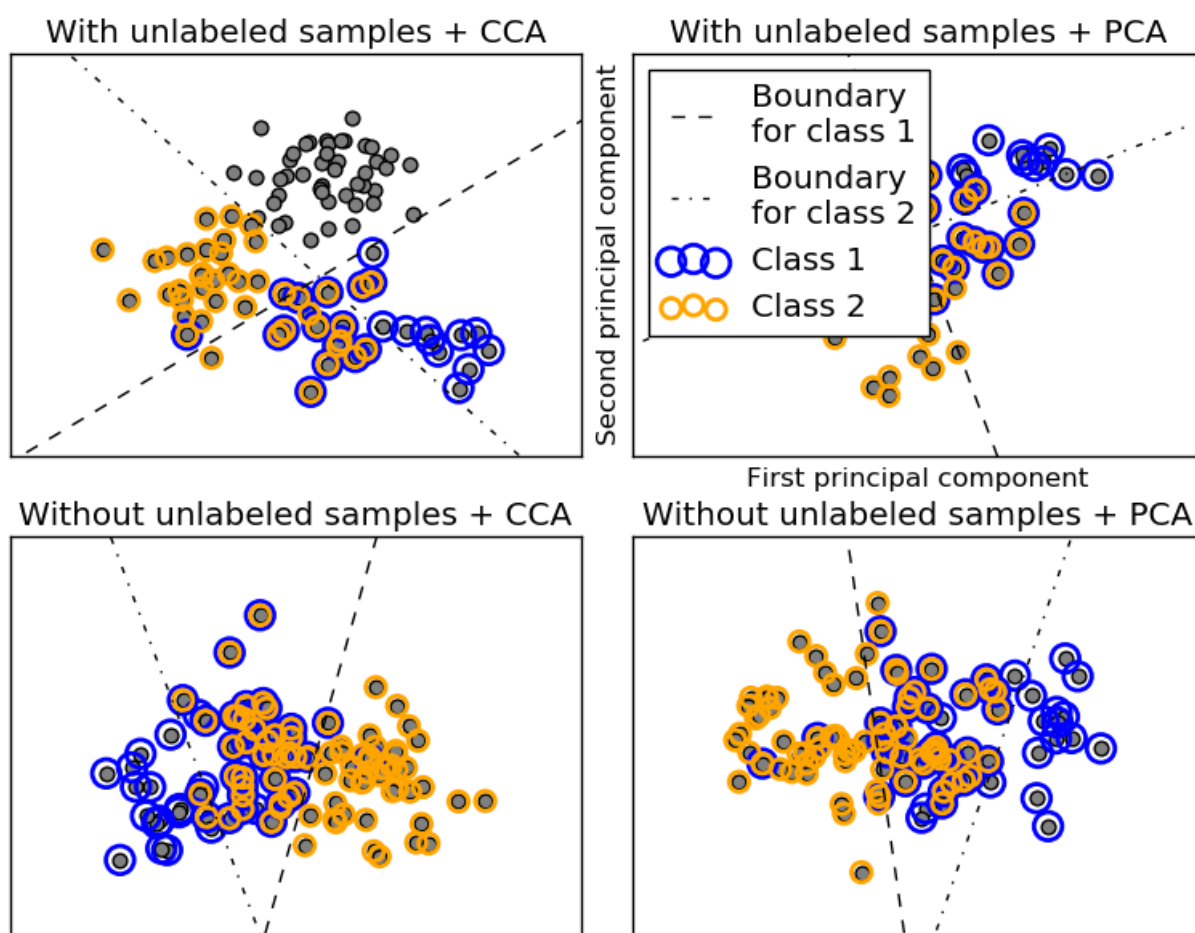 With unlabeled samples + CCA
With unlabeled samples + PCA
Second principal component
Boundary
for class 1
Boundary
for class 2
Class 1
Class 2
First principal component
Without unlabeled samples + CCA
Without unlabeled samples + PCA